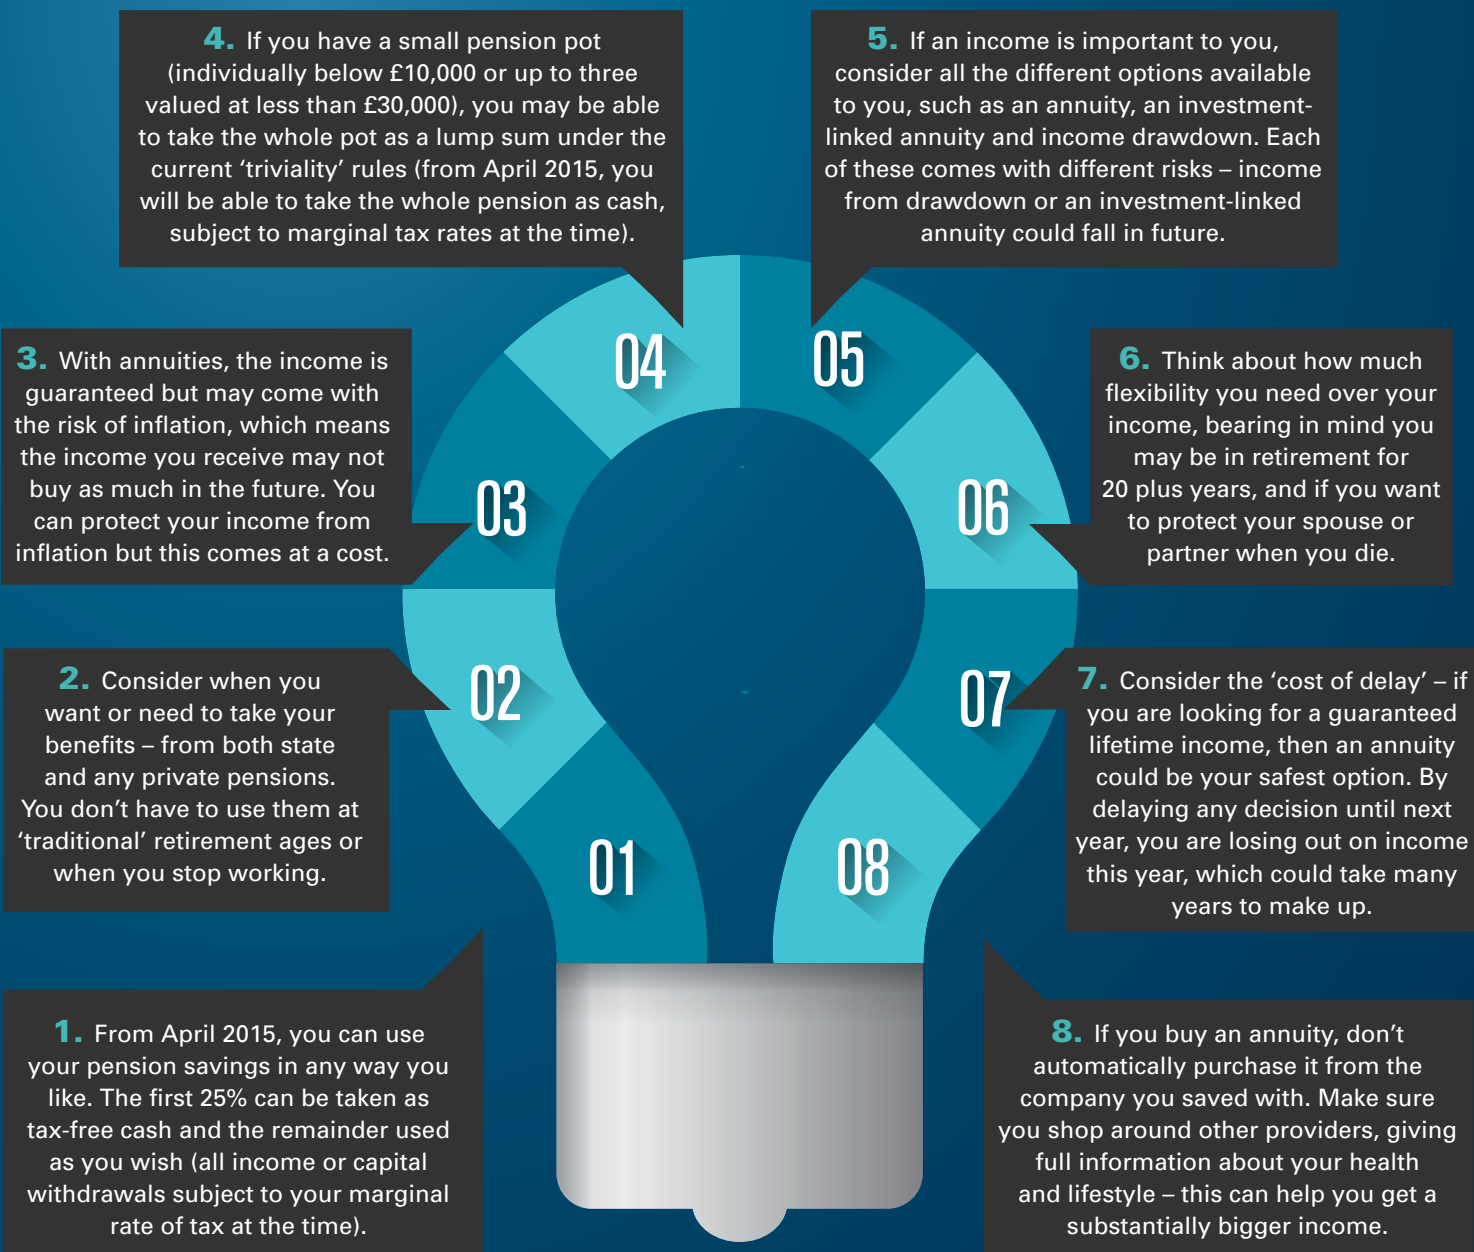 4. If you have a small pension pot
(individually below £10,000 or up to three
valued at less than £30,000), you may be able
to take the whole pot as a lump sum under the
current ‘triviality’ rules (from April 2015, you
will be able to take the whole pension as cash,
subject to marginal tax rates at the time).
5. If an income is important to you,
consider all the different options available
to you, such as an annuity, an investment-
linked annuity and income drawdown. Each
of these comes with different risks – income
from drawdown or an investment-linked
annuity could fall in future.
3. With annuities, the income is
guaranteed but may come with
the risk of inflation, which means
the income you receive may not
buy as much in the future. You
can protect your income from
inflation but this comes at a cost.
04
05
6. Think about how much
flexibility you need over your
income, bearing in mind you
may be in retirement for
20 plus years, and if you want
to protect your spouse or
partner when you die.
03
06
2. Consider when you
want or need to take your
benefits – from both state
and any private pensions.
You don’t have to use them at
‘traditional’ retirement ages or
when you stop working.
02
07
7. Consider the ‘cost of delay’ – if
you are looking for a guaranteed
lifetime income, then an annuity
could be your safest option. By
delaying any decision until next
year, you are losing out on income
this year, which could take many
years to make up.
01
08
1. From April 2015, you can use
your pension savings in any way you
like. The first 25% can be taken as
tax-free cash and the remainder used
as you wish (all income or capital
withdrawals subject to your marginal
rate of tax at the time).
8. If you buy an annuity, don’t
automatically purchase it from the
company you saved with. Make sure
you shop around other providers, giving
full information about your health
and lifestyle – this can help you get a
substantially bigger income.